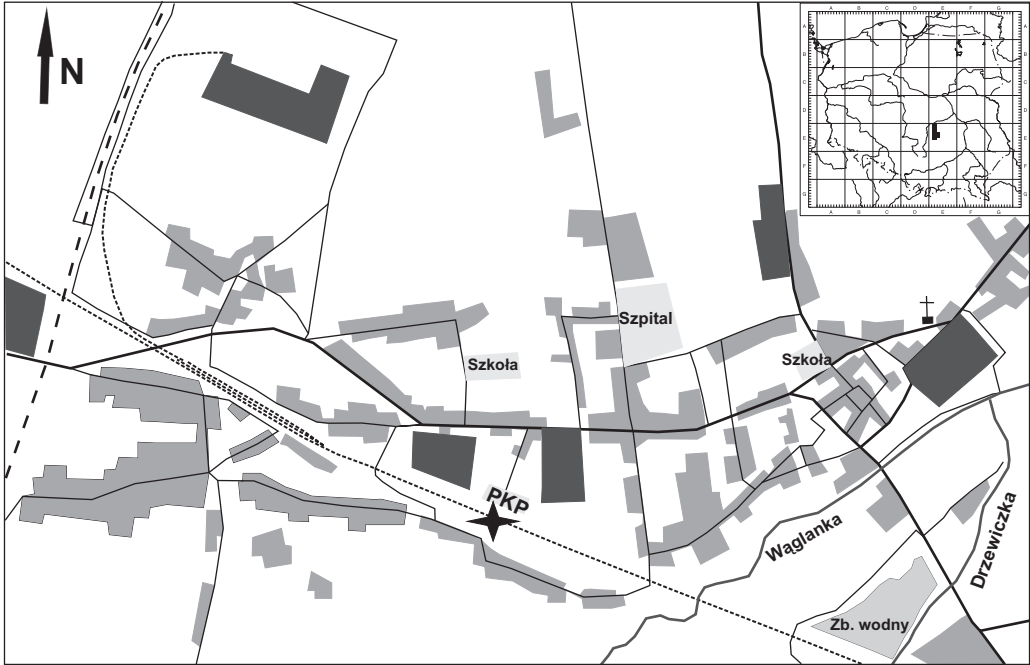 N
A B C D E F G
A A
B B
C C
D D
E E
F F
G G
A B C D E F G
Szpital
Szkoła
Szkoła
PKP
Wąglanka
Drzewiczka
Zb. wodny